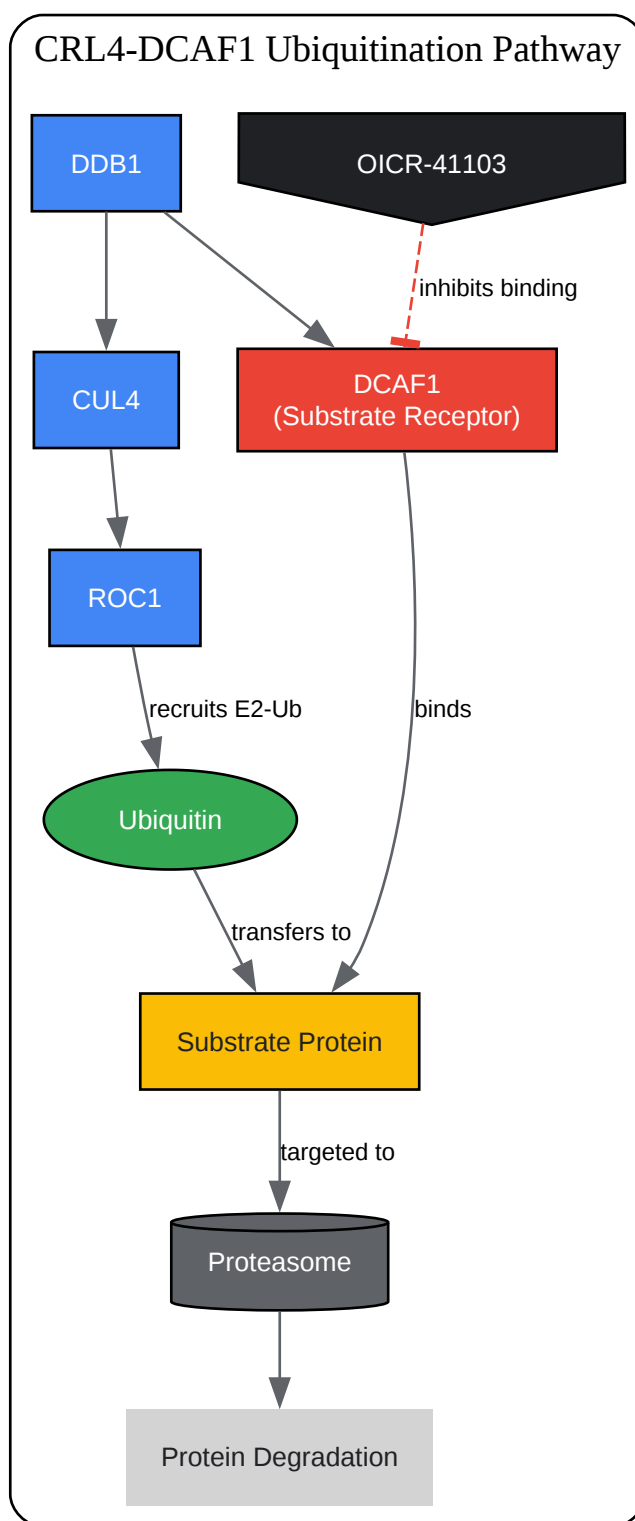 CRL4-DCAF1 Ubiquitination Pathway
DDB1
OICR-41103
inhibits binding
CUL4
DCAF1
(Substrate Receptor)
ROC1
recruits E2-Ub
binds
Ubiquitin
transfers to
Substrate Protein
targeted to
Proteasome
Protein Degradation